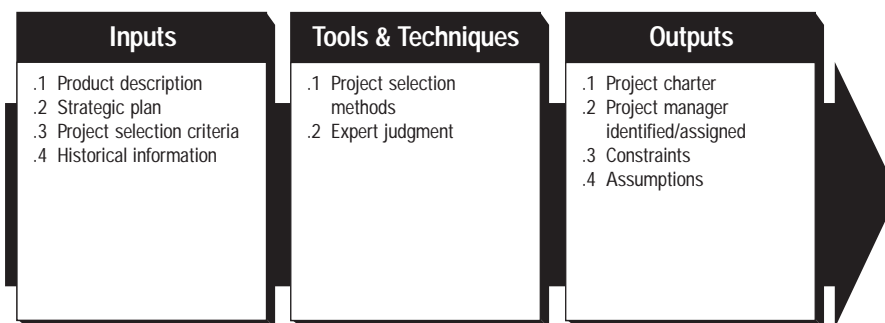 Inputs
.1 Product description
.2 Strategic plan
.3 Project selection criteria
.4 Historical information
Tools & Techniques
.1 Project selection
methods
.2 Expert judgment
Outputs
.1 Project charter
.2 Project manager
identified/assigned
.3 Constraints
.4 Assumptions